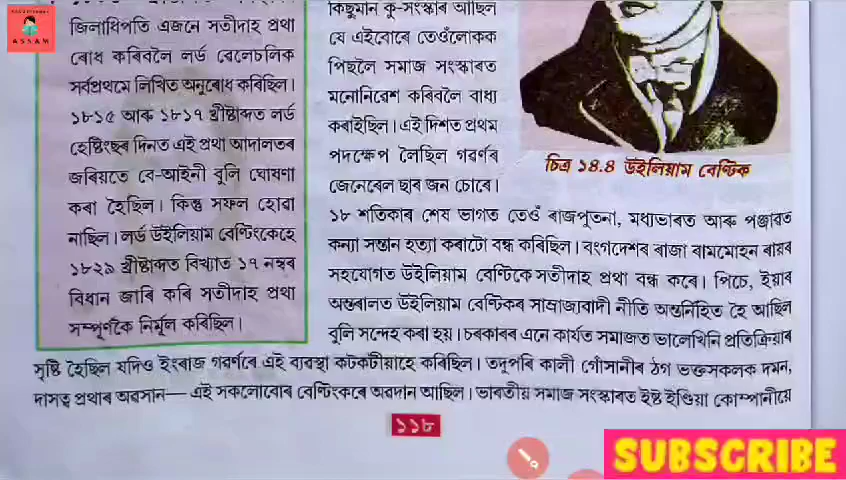 ASSAM
জিলাধিপতি এজনে সতীদাহ প্ৰথা
ৰোধ কৰিবলৈ লৰ্ড ৱেলেচলিক
সৰ্বপ্ৰথমে লিখিত অনুৰোধ কৰিছিল।
১৮১৫ আৰু ১৮১৭ খ্ৰীষ্টাব্দত লৰ্ড
হেষ্টিংছৰ দিনত এই প্ৰথা আদালতৰ
জৰিয়তে বে-আইনী বুলি ঘোষণা
কৰা হৈছিল। কিন্তু সফল হোৱা
নাছিল। লৰ্ড উইলিয়াম বেণ্টিংকেহে
১৮২৯ খ্ৰীষ্টাব্দত বিখ্যাত ১৭ নম্বৰ
বিধান জাৰি কৰি সতীদাহ প্ৰথা
সম্পূৰ্ণকৈ নিৰ্মূল কৰিছিল।
কিছুমান কু-সংস্কাৰ আছিল
যে এইবোৰে তেওঁলোকক
পিছলৈ সমাজ সংস্কাৰত
মনোনিৱেশ কৰিবলৈ বাধ্য
কৰাইছিল। এই দিশত প্ৰথম
পদক্ষেপ লৈছিল গৱৰ্ণৰ
জেনেৰেল ছাৰ জন চোৰে।
চিত্ৰ ১৪.৪ উইলিয়াম বেণ্টিক
১৮ শতিকাৰ শেষ ভাগত তেওঁ ৰাজপুতনা, মধ্যভাৰত আৰু পঞ্জাৱত
কন্যা সন্তান হত্যা কৰাটো বন্ধ কৰিছিল। বংগদেশৰ ৰাজা ৰামমোহন ৰায়ৰ
সহযোগত উইলিয়াম বেণ্টিকে সতীদাহ প্ৰথা বন্ধ কৰে। পিচে, ইয়াৰ
অন্তৰালত উইলিয়াম বেণ্টিকৰ সাম্ৰাজ্যবাদী নীতি অন্তৰ্নিহিত হৈ আছিল
বুলি সন্দেহ কৰা হয়। চৰকাৰৰ এনে কাৰ্যত সমাজত ভালেখিনি প্ৰতিক্ৰিয়াৰ
সৃষ্টি হৈছিল যদিও ইংৰাজ গৱৰ্ণৰে এই ব্যৱস্থা কটকটীয়াহে কৰিছিল। তদুপৰি কালী গোঁসানীৰ ঠগ ভক্তসকলক দমন,
দাসত্ব প্ৰথাৰ অৱসান— এই সকলোবোৰ বেণ্টিংকৰে অৱদান আছিল। ভাৰতীয় সমাজ সংস্কাৰত ইষ্ট ইণ্ডিয়া কোম্পানীয়ে
১১৮
SUBSCRIBE